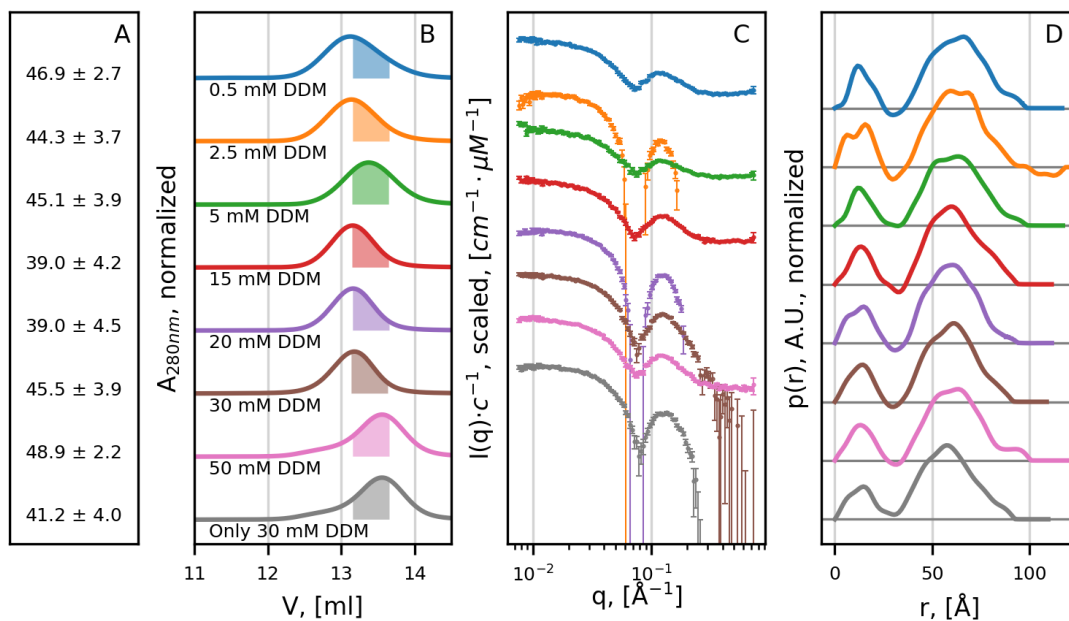 A
46.9 ± 2.7
44.3 ± 3.7
45.1 ± 3.9
39.0 ± 4.2
39.0 ± 4.5
45.5 ± 3.9
48.9 ± 2.2
41.2 ± 4.0
B
A280nm, normalized
0.5 mM DDM
2.5 mM DDM
5 mM DDM
15 mM DDM
20 mM DDM
30 mM DDM
50 mM DDM
Only 30 mM DDM
11 12 13 14
V, [ml]
C
I(q)·c⁻¹, scaled, [cm⁻¹ · μM⁻¹]
10⁻² 10⁻¹
q, [Å⁻¹]
D
p(r), A.U., normalized
0 50 100
r, [Å]